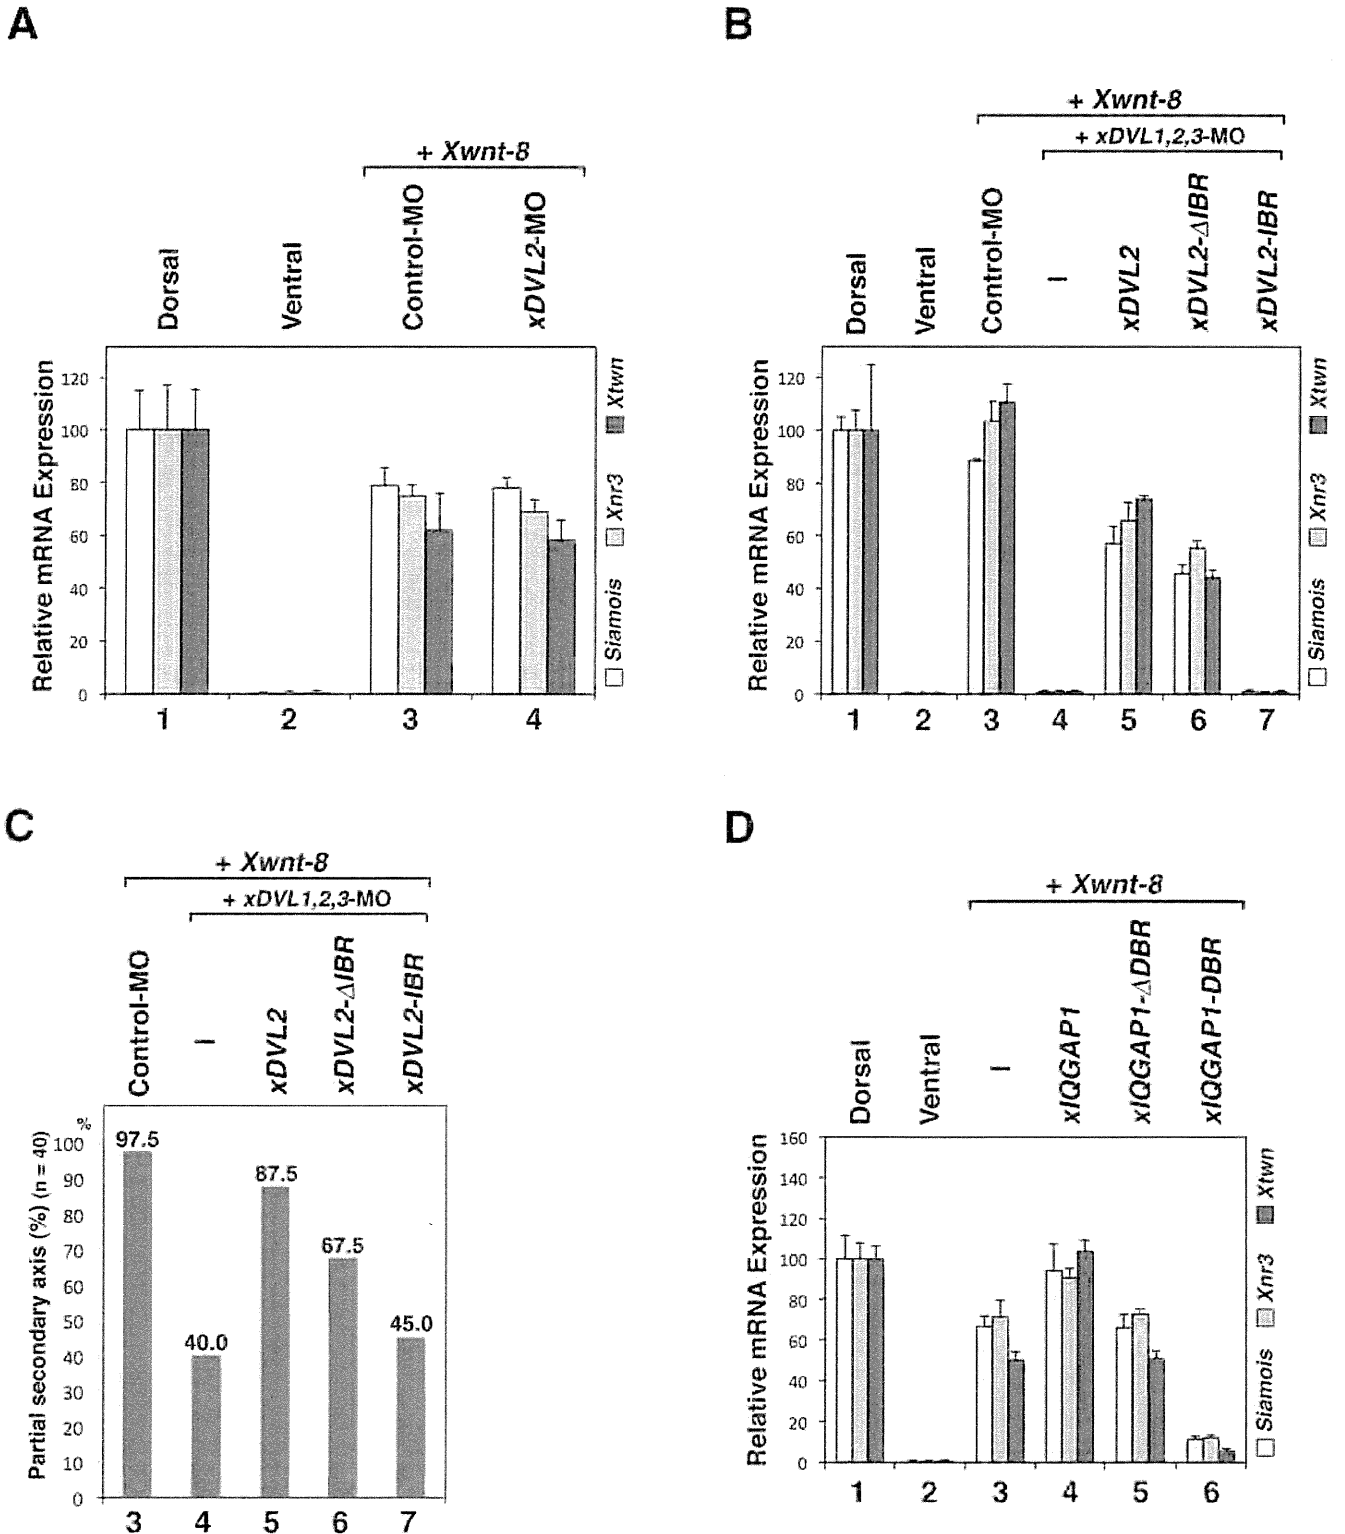 A
+ Xwnt-8
Dorsal
Ventral
Control-MO
xDVL2-MO
Relative mRNA Expression
120
100
80
60
40
20
0
1 2 3 4
Siamois Xnr3 Xtwn
B
+ Xwnt-8
+ xDVL1,2,3-MO
Dorsal
Ventral
Control-MO
–
xDVL2
xDVL2-ΔIBR
xDVL2-IBR
Relative mRNA Expression
120
100
80
60
40
20
0
1 2 3 4 5 6 7
Siamois Xnr3 Xtwn
C
+ Xwnt-8
+ xDVL1,2,3-MO
Control-MO
–
xDVL2
xDVL2-ΔIBR
xDVL2-IBR
Partial secondary axis (%) (n = 40)
%
100
90
80
70
60
50
40
30
20
10
0
97.5
40.0
87.5
67.5
45.0
3 4 5 6 7
D
+ Xwnt-8
Dorsal
Ventral
–
xIQGAP1
xIQGAP1-ΔDBR
xIQGAP1-DBR
Relative mRNA Expression
160
140
120
100
80
60
40
20
0
1 2 3 4 5 6
Siamois Xnr3 Xtwn